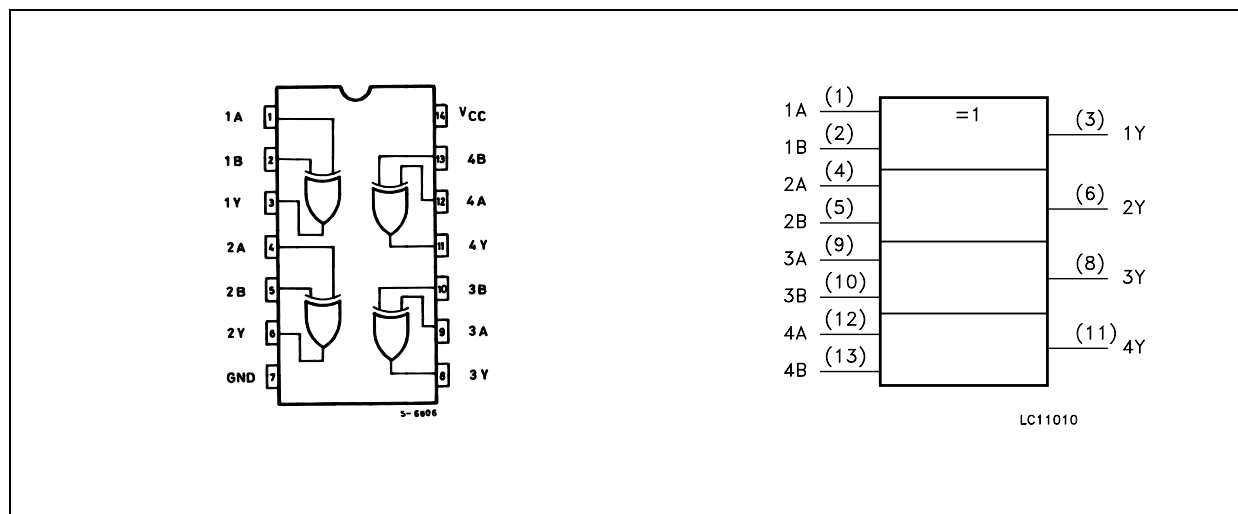 1A 1 14 VCC
1B 2 13 4B
1Y 3 12 4A
2A 4 11 4Y
2B 5 10 3B
2Y 6 9 3A
GND 7 8 3Y
S-6806
1A (1)
1B (2)
2A (4)
2B (5)
3A (9)
3B (10)
4A (12)
4B (13)
=1
(3) 1Y
(6) 2Y
(8) 3Y
(11) 4Y
LC11010